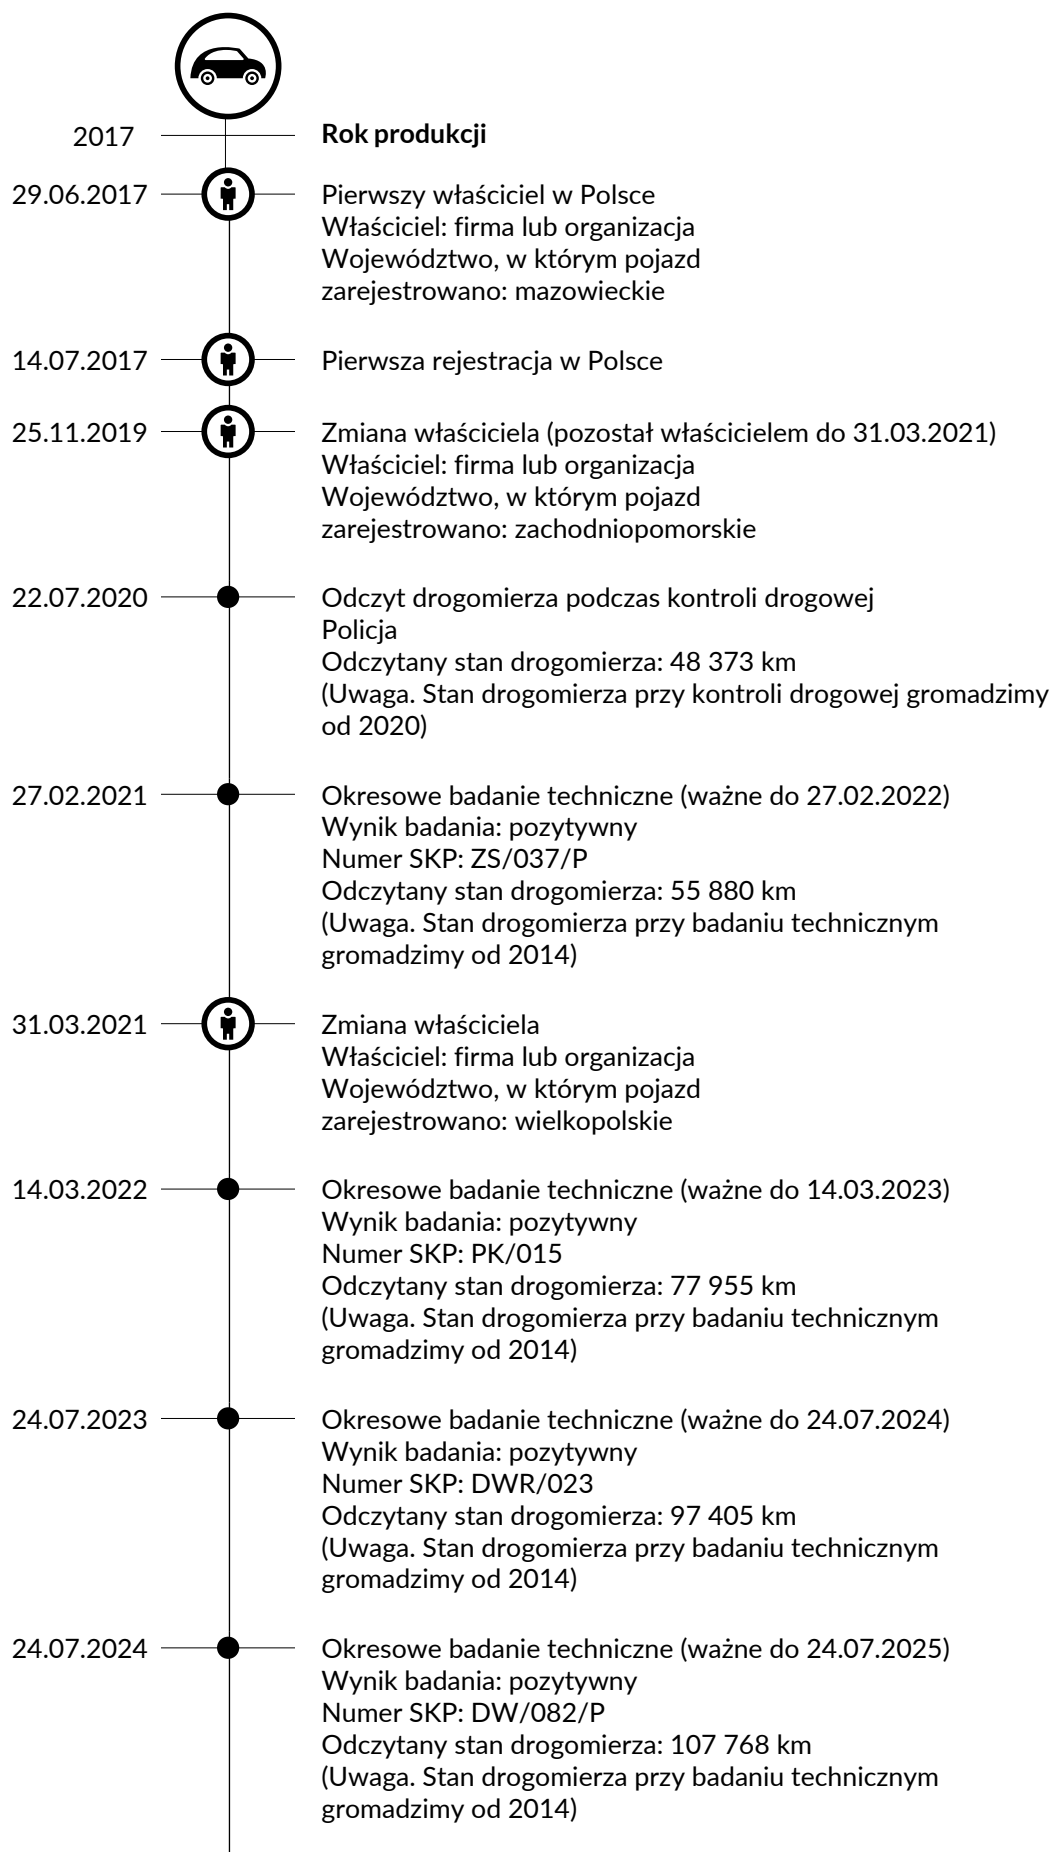 2017
Rok produkcji
29.06.2017
Pierwszy właściciel w Polsce
Właściciel: firma lub organizacja
Województwo, w którym pojazd
zarejestrowano: mazowieckie
14.07.2017
Pierwsza rejestracja w Polsce
25.11.2019
Zmiana właściciela (pozostał właścicielem do 31.03.2021)
Właściciel: firma lub organizacja
Województwo, w którym pojazd
zarejestrowano: zachodniopomorskie
22.07.2020
Odczyt drogomierza podczas kontroli drogowej
Policja
Odczytany stan drogomierza: 48 373 km
(Uwaga. Stan drogomierza przy kontroli drogowej gromadzimy
od 2020)
27.02.2021
Okresowe badanie techniczne (ważne do 27.02.2022)
Wynik badania: pozytywny
Numer SKP: ZS/037/P
Odczytany stan drogomierza: 55 880 km
(Uwaga. Stan drogomierza przy badaniu technicznym
gromadzimy od 2014)
31.03.2021
Zmiana właściciela
Właściciel: firma lub organizacja
Województwo, w którym pojazd
zarejestrowano: wielkopolskie
14.03.2022
Okresowe badanie techniczne (ważne do 14.03.2023)
Wynik badania: pozytywny
Numer SKP: PK/015
Odczytany stan drogomierza: 77 955 km
(Uwaga. Stan drogomierza przy badaniu technicznym
gromadzimy od 2014)
24.07.2023
Okresowe badanie techniczne (ważne do 24.07.2024)
Wynik badania: pozytywny
Numer SKP: DWR/023
Odczytany stan drogomierza: 97 405 km
(Uwaga. Stan drogomierza przy badaniu technicznym
gromadzimy od 2014)
24.07.2024
Okresowe badanie techniczne (ważne do 24.07.2025)
Wynik badania: pozytywny
Numer SKP: DW/082/P
Odczytany stan drogomierza: 107 768 km
(Uwaga. Stan drogomierza przy badaniu technicznym
gromadzimy od 2014)